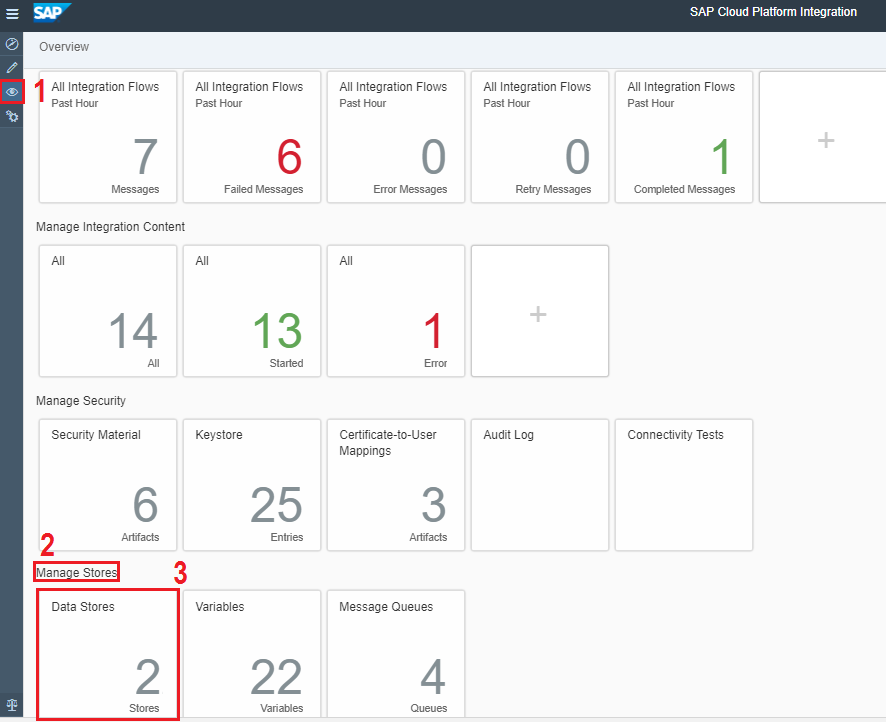 SAP
SAP Cloud Platform Integration
Overview
1
All Integration Flows
Past Hour
7
Messages
All Integration Flows
Past Hour
6
Failed Messages
All Integration Flows
Past Hour
0
Error Messages
All Integration Flows
Past Hour
0
Retry Messages
All Integration Flows
Past Hour
1
Completed Messages
+
Manage Integration Content
All
14
All
All
13
Started
All
1
Error
+
Manage Security
Security Material
6
Artifacts
Keystore
25
Entries
Certificate-to-User
Mappings
3
Artifacts
Audit Log
Connectivity Tests
2
Manage Stores
3
Data Stores
2
Stores
Variables
22
Variables
Message Queues
4
Queues